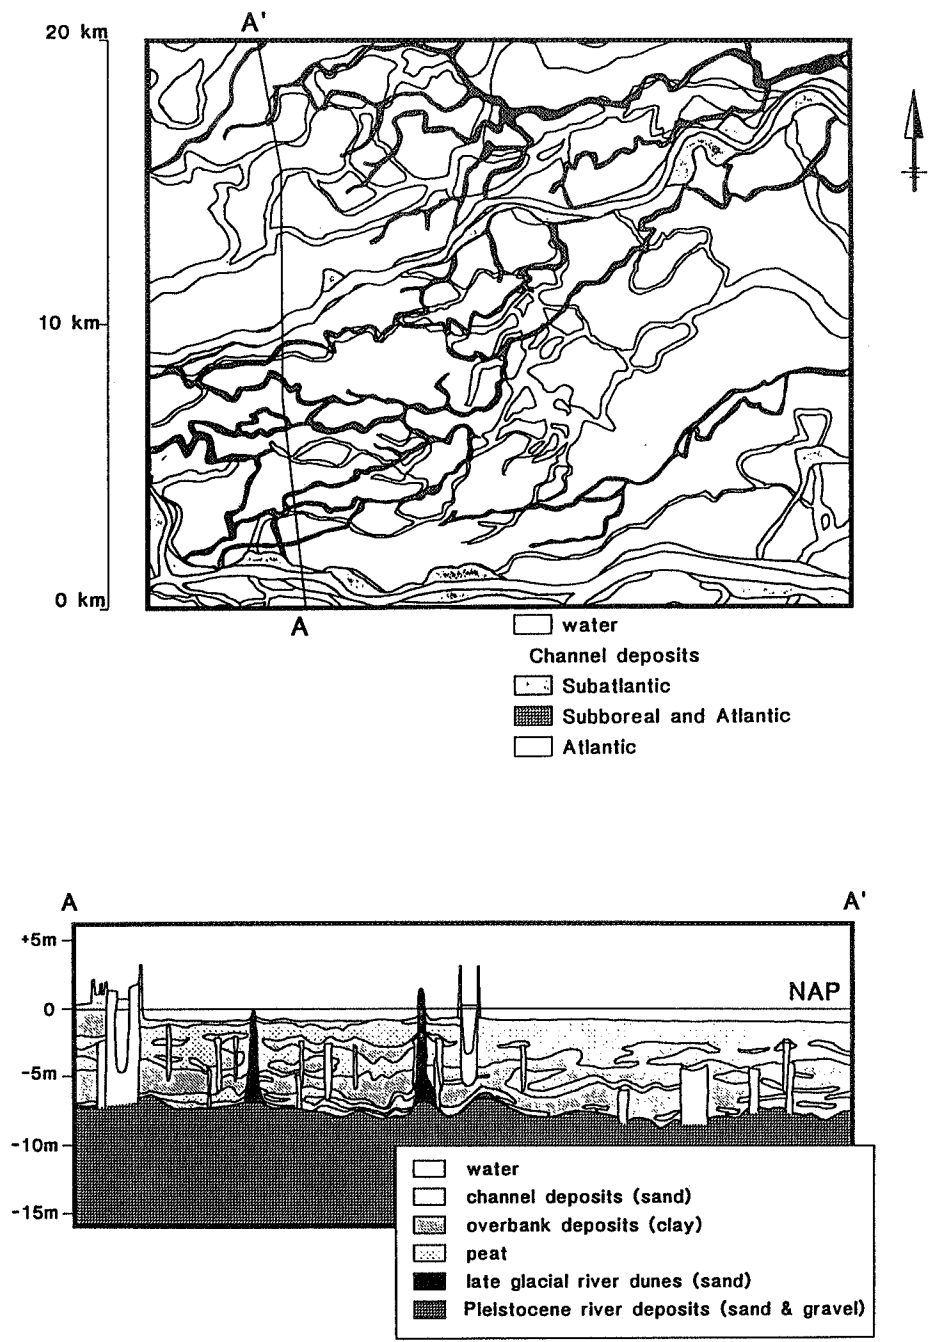 A'
20 km
10 km
0 km
A
water
Channel deposits
Subatlantic
Subboreal and Atlantic
Atlantic
A
A'
+5m
NAP
0
-5m
-10m
-15m
water
channel deposits (sand)
overbank deposits (clay)
peat
late glacial river dunes (sand)
Pleistocene river deposits (sand & gravel)